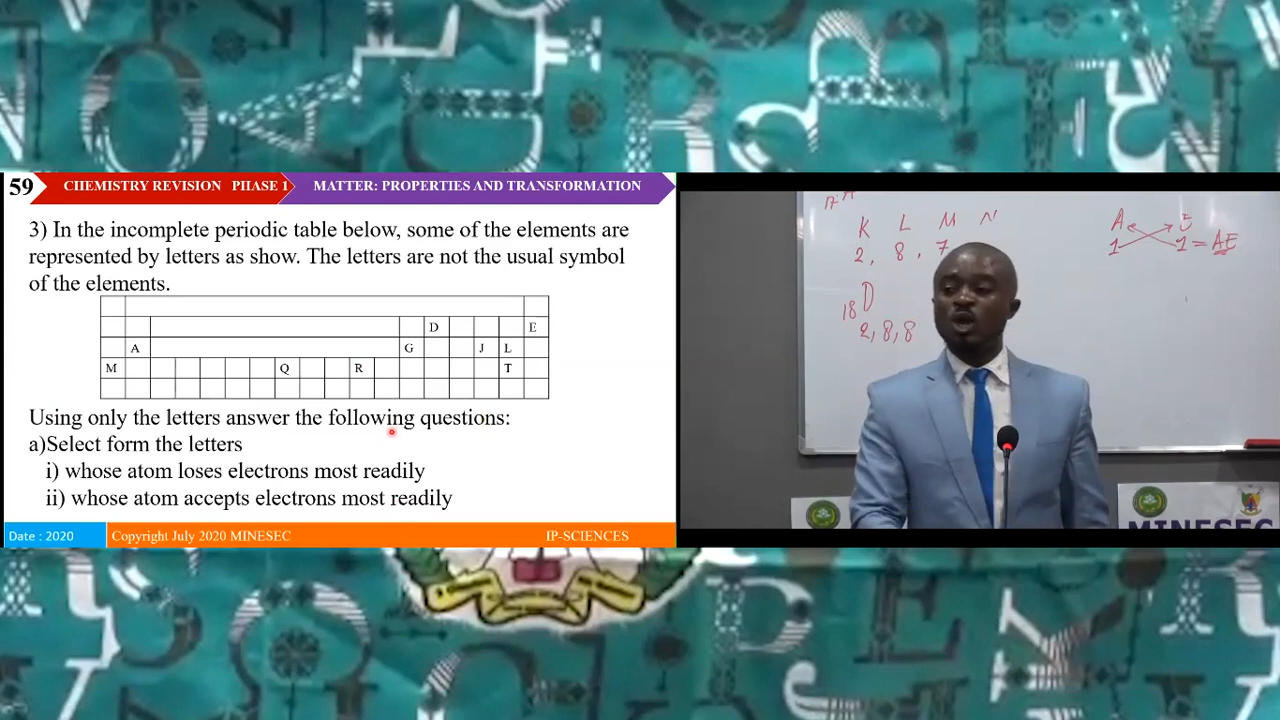 59 CHEMISTRY REVISION PHASE 1 MATTER: PROPERTIES AND TRANSFORMATION
3) In the incomplete periodic table below, some of the elements are
represented by letters as show. The letters are not the usual symbol
of the elements.
D E
A G J L
M Q R T
Using only the letters answer the following questions:
a)Select form the letters
i) whose atom loses electrons most readily
ii) whose atom accepts electrons most readily
Date : 2020 Copyright July 2020 MINESEC IP-SCIENCES
K L M N
2, 8, 7
18 D
2, 8, 8
A E
1 1 = AE
MINESEC